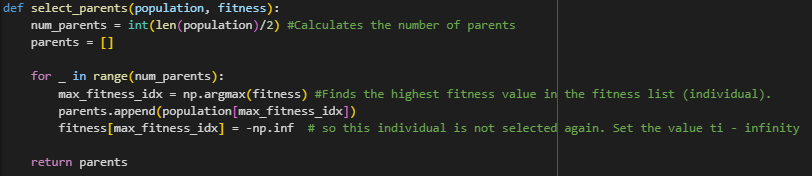 def select_parents(population, fitness):
    num_parents = int(len(population)/2) #Calculates the number of parents
    parents = []

    for _ in range(num_parents):
        max_fitness_idx = np.argmax(fitness) #Finds the highest fitness value in the fitness list (individual).
        parents.append(population[max_fitness_idx])
        fitness[max_fitness_idx] = -np.inf  # so this individual is not selected again. Set the value ti - infinity

    return parents